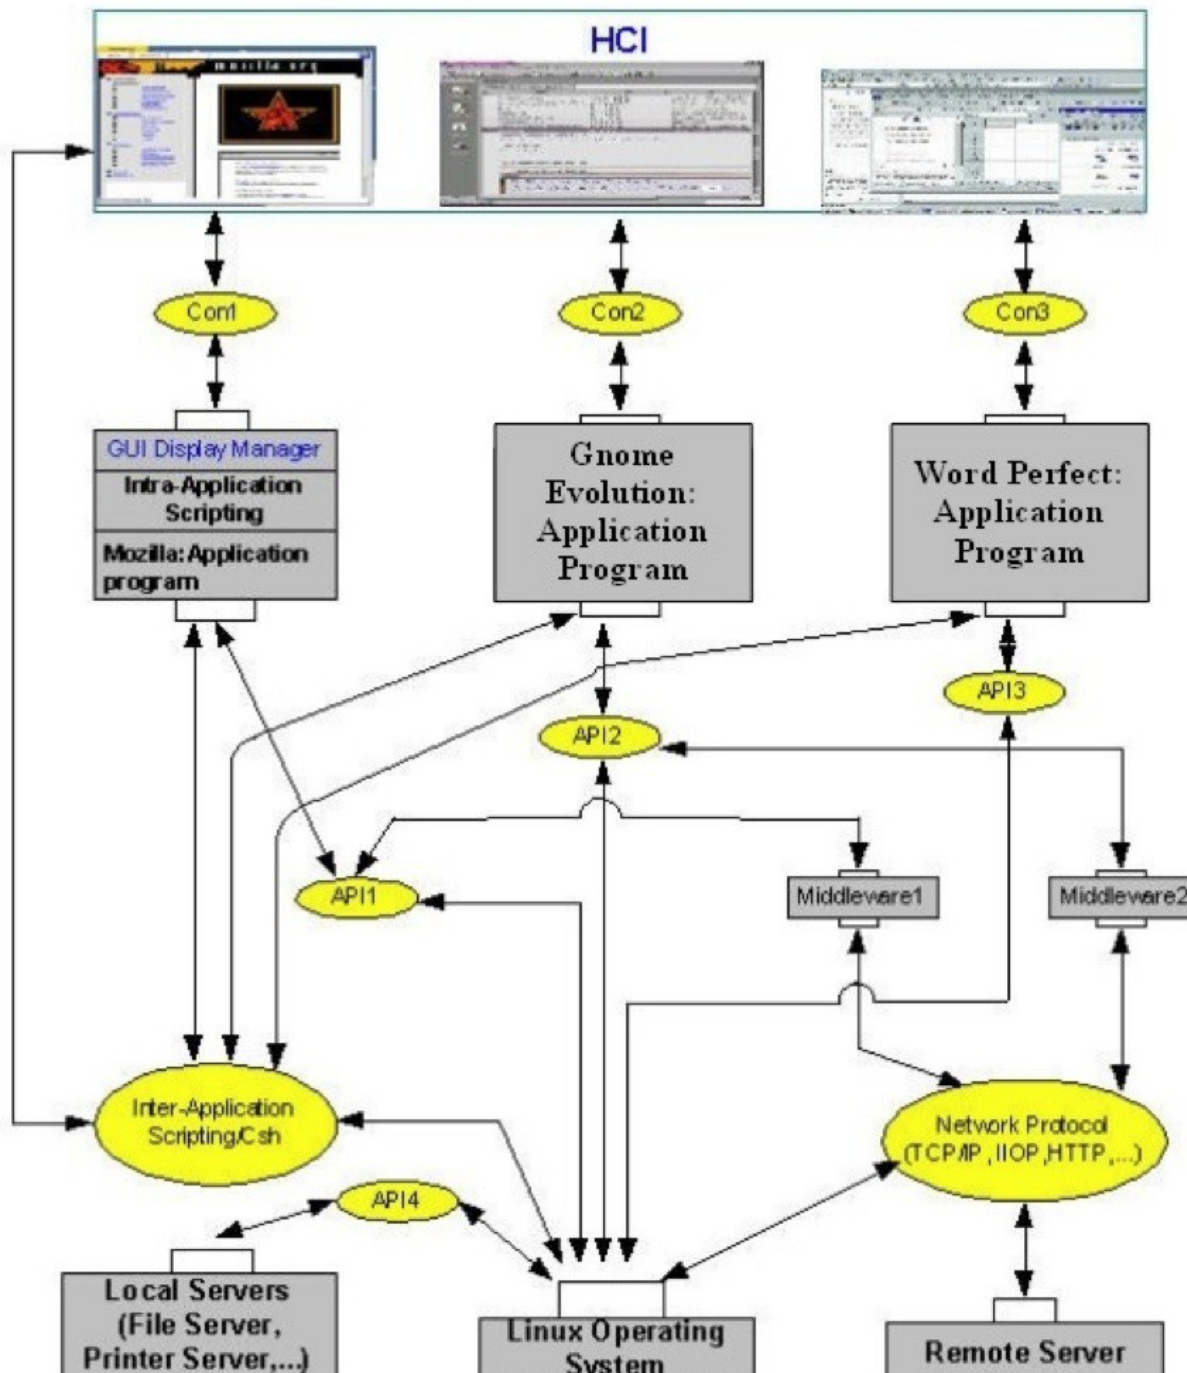 HCI
mozilla.org
Con1
Con2
Con3
GUI Display Manager
Intra-Application
Scripting
Mozilla: Application
program
Gnome
Evolution:
Application
Program
Word Perfect:
Application
Program
API3
API2
API1
Middleware1
Middleware2
Inter-Application
Scripting/Csh
Network Protocol
(TCP/IP,IIOP,HTTP,...)
API4
Local Servers
(File Server,
Printer Server,...)
Linux Operating
System
Remote Server